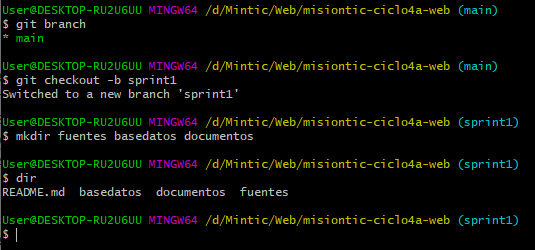 User@DESKTOP-RU2U6UU MINGW64 /d/Mintic/Web/misiontic-ciclo4a-web (main)
$ git branch
* main
User@DESKTOP-RU2U6UU MINGW64 /d/Mintic/Web/misiontic-ciclo4a-web (main)
$ git checkout -b sprint1
Switched to a new branch 'sprint1'
User@DESKTOP-RU2U6UU MINGW64 /d/Mintic/Web/misiontic-ciclo4a-web (sprint1)
$ mkdir fuentes basedatos documentos
User@DESKTOP-RU2U6UU MINGW64 /d/Mintic/Web/misiontic-ciclo4a-web (sprint1)
$ dir
README.md  basedatos  documentos  fuentes
User@DESKTOP-RU2U6UU MINGW64 /d/Mintic/Web/misiontic-ciclo4a-web (sprint1)
$